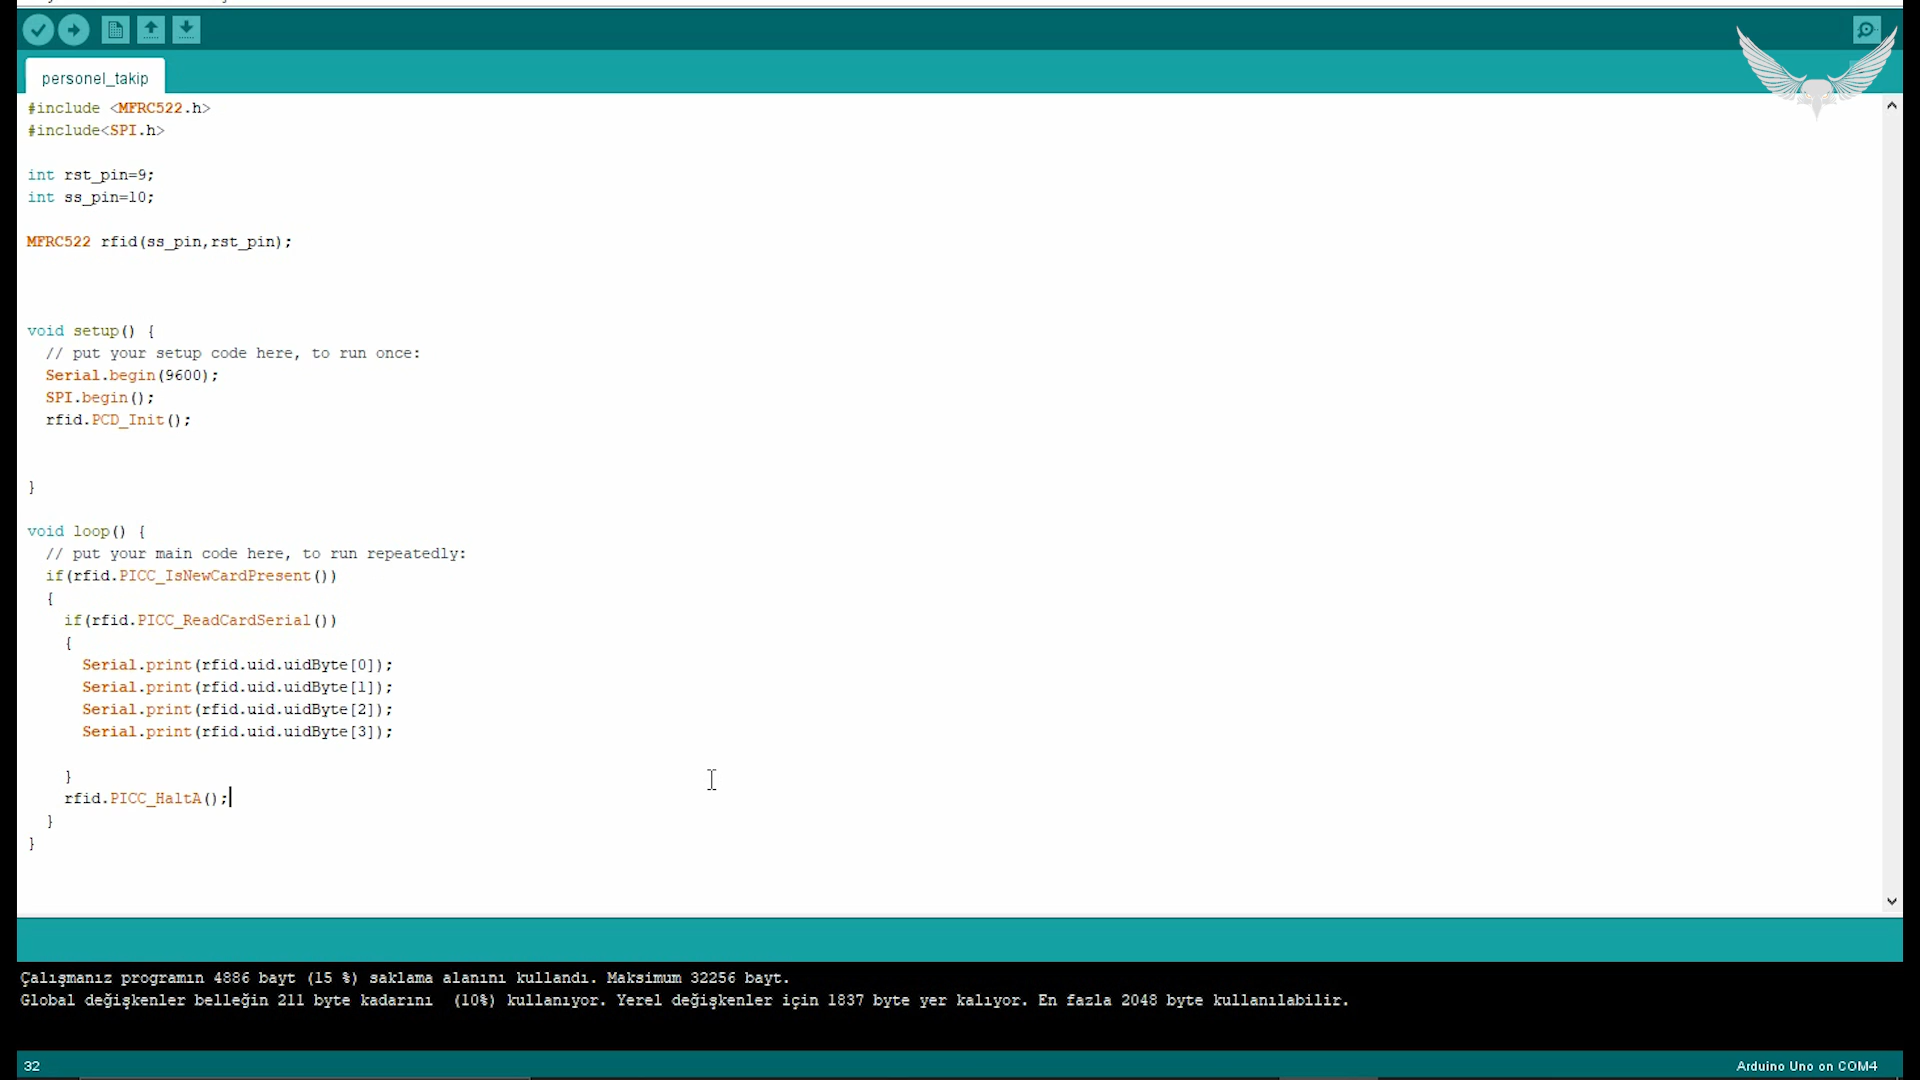 personel_takip
#include <MFRC522.h>
#include<SPI.h>
int rst_pin=9;
int ss_pin=10;
MFRC522 rfid(ss_pin,rst_pin);
void setup() {
// put your setup code here, to run once:
Serial.begin(9600);
SPI.begin();
rfid.PCD_Init();
}
void loop() {
// put your main code here, to run repeatedly:
if(rfid.PICC_IsNewCardPresent())
{
if(rfid.PICC_ReadCardSerial())
{
Serial.print(rfid.uid.uidByte[0]);
Serial.print(rfid.uid.uidByte[1]);
Serial.print(rfid.uid.uidByte[2]);
Serial.print(rfid.uid.uidByte[3]);
}
rfid.PICC_HaltA();
}
}
Çalışmanız programın 4886 bayt (15 %) saklama alanını kullandı. Maksimum 32256 bayt.
Global değişkenler belleğin 211 byte kadarını  (10%) kullanıyor. Yerel değişkenler için 1837 byte yer kalıyor. En fazla 2048 byte kullanılabilir.
32
Arduino Uno on COM4